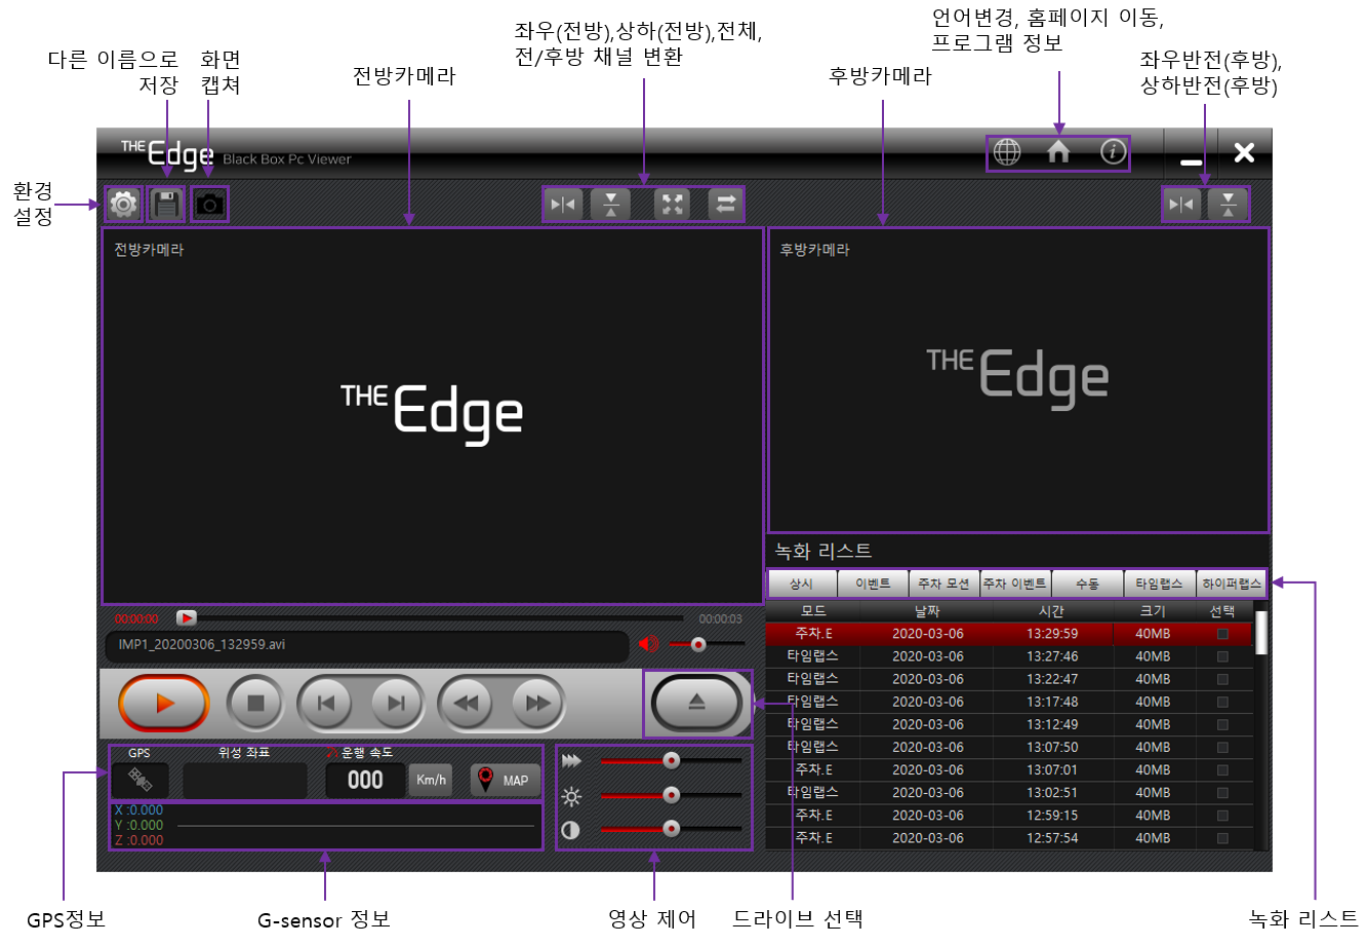 언어변경, 홈페이지 이동,
프로그램 정보
좌우(전방),상하(전방),전체,
전/후방 채널 변환
다른 이름으로
저장
화면
캡쳐
전방카메라
후방카메라
좌우반전(후방),
상하반전(후방)
THE Edge Black Box Pc Viewer
환경
설정
전방카메라
후방카메라
THE Edge
THE Edge
녹화 리스트
상시 이벤트 주차 모션 주차 이벤트 수동 타임랩스 하이퍼랩스
모드 날짜 시간 크기 선택
주차.E 2020-03-06 13:29:59 40MB
타임랩스 2020-03-06 13:27:46 40MB
타임랩스 2020-03-06 13:22:47 40MB
타임랩스 2020-03-06 13:17:48 40MB
타임랩스 2020-03-06 13:12:49 40MB
타임랩스 2020-03-06 13:07:50 40MB
주차.E 2020-03-06 13:07:01 40MB
타임랩스 2020-03-06 13:02:51 40MB
주차.E 2020-03-06 12:59:15 40MB
주차.E 2020-03-06 12:57:54 40MB
00:00:00 00:00:03
IMP1_20200306_132959.avi
GPS 위성 좌표 운행 속도
000 Km/h MAP
X :0.000
Y :0.000
Z :0.000
GPS정보
G-sensor 정보
영상 제어
드라이브 선택
녹화 리스트